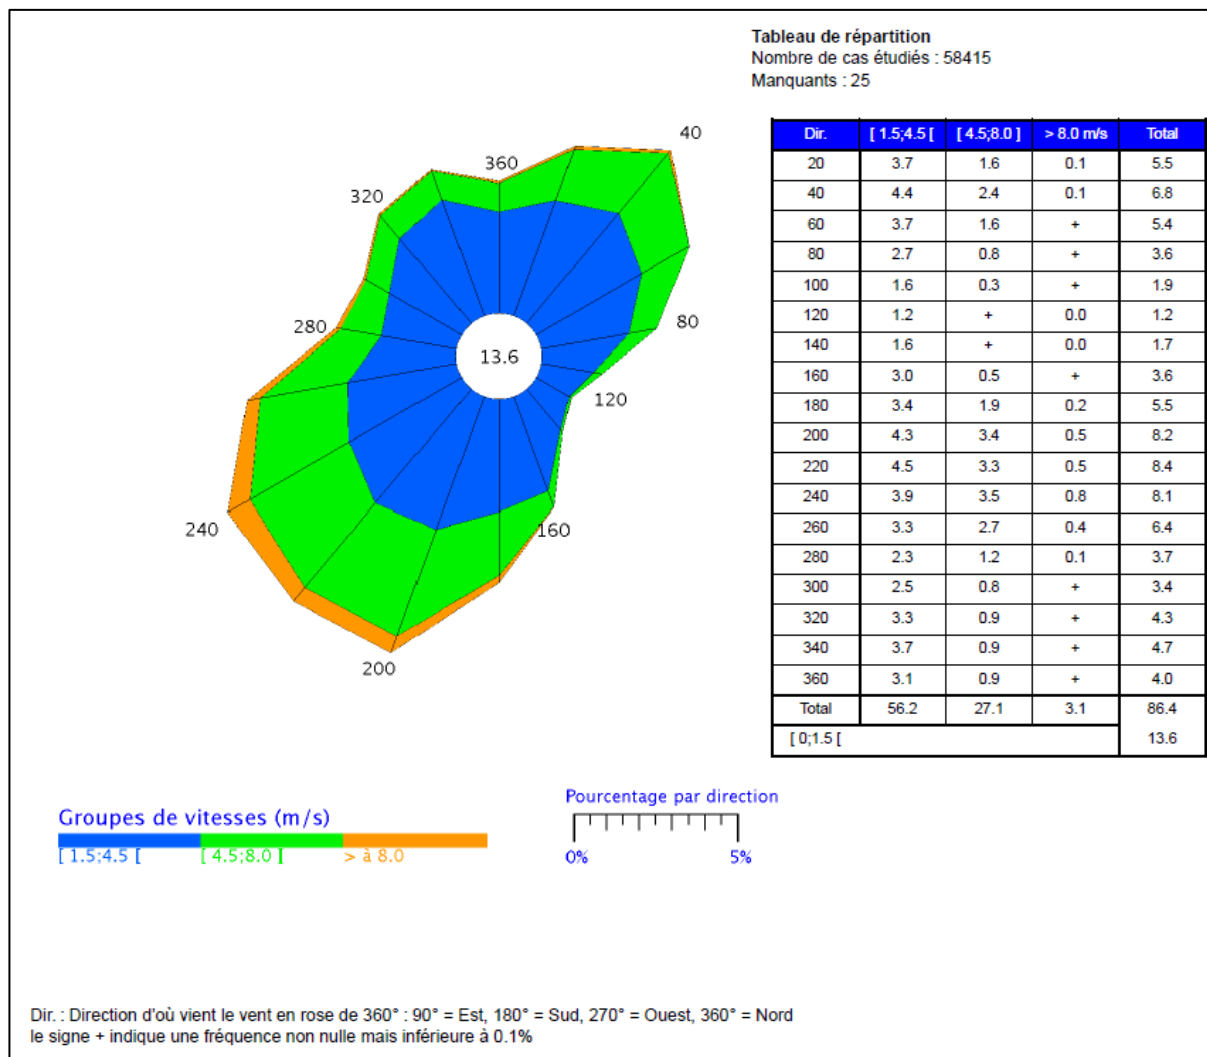 Tableau de répartition
Nombre de cas étudiés : 58415
Manquants : 25
40
360
320
280
80
13.6
120
240
160
200
Dir. [ 1.5;4.5 [ [ 4.5;8.0 ] > 8.0 m/s Total
20 3.7 1.6 0.1 5.5
40 4.4 2.4 0.1 6.8
60 3.7 1.6 + 5.4
80 2.7 0.8 + 3.6
100 1.6 0.3 + 1.9
120 1.2 + 0.0 1.2
140 1.6 + 0.0 1.7
160 3.0 0.5 + 3.6
180 3.4 1.9 0.2 5.5
200 4.3 3.4 0.5 8.2
220 4.5 3.3 0.5 8.4
240 3.9 3.5 0.8 8.1
260 3.3 2.7 0.4 6.4
280 2.3 1.2 0.1 3.7
300 2.5 0.8 + 3.4
320 3.3 0.9 + 4.3
340 3.7 0.9 + 4.7
360 3.1 0.9 + 4.0
Total 56.2 27.1 3.1 86.4
[ 0;1.5 [ 13.6
Groupes de vitesses (m/s)
[ 1.5;4.5 [ [ 4.5;8.0 ] > à 8.0
Pourcentage par direction
0% 5%
Dir. : Direction d'où vient le vent en rose de 360° : 90° = Est, 180° = Sud, 270° = Ouest, 360° = Nord
le signe + indique une fréquence non nulle mais inférieure à 0.1%